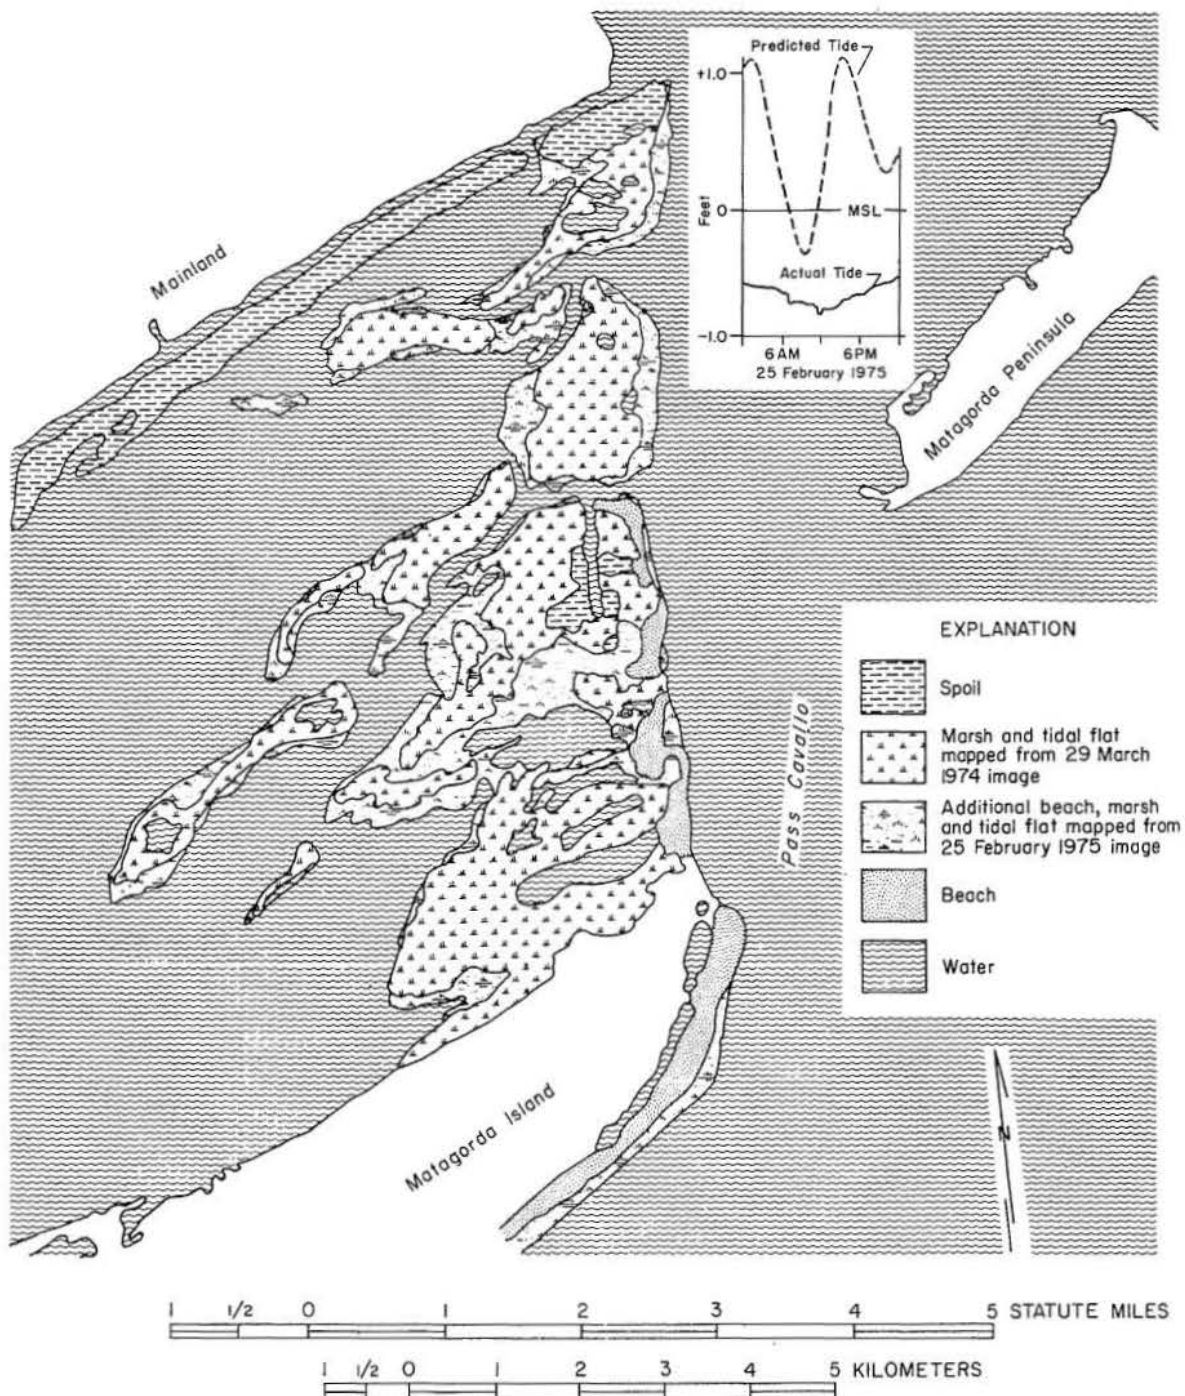 Predicted Tide
+1.0
Feet
0
MSL
Actual Tide
-1.0
6AM 6PM
25 February 1975
Mainland
Matagorda Peninsula
Pass Cavallo
Matagorda Island
EXPLANATION
Spoil
Marsh and tidal flat
mapped from 29 March
1974 image
Additional beach, marsh
and tidal flat mapped from
25 February 1975 image
Beach
Water
N
1 1/2 0 1 2 3 4 5 STATUTE MILES
1 1/2 0 1 2 3 4 5 KILOMETERS